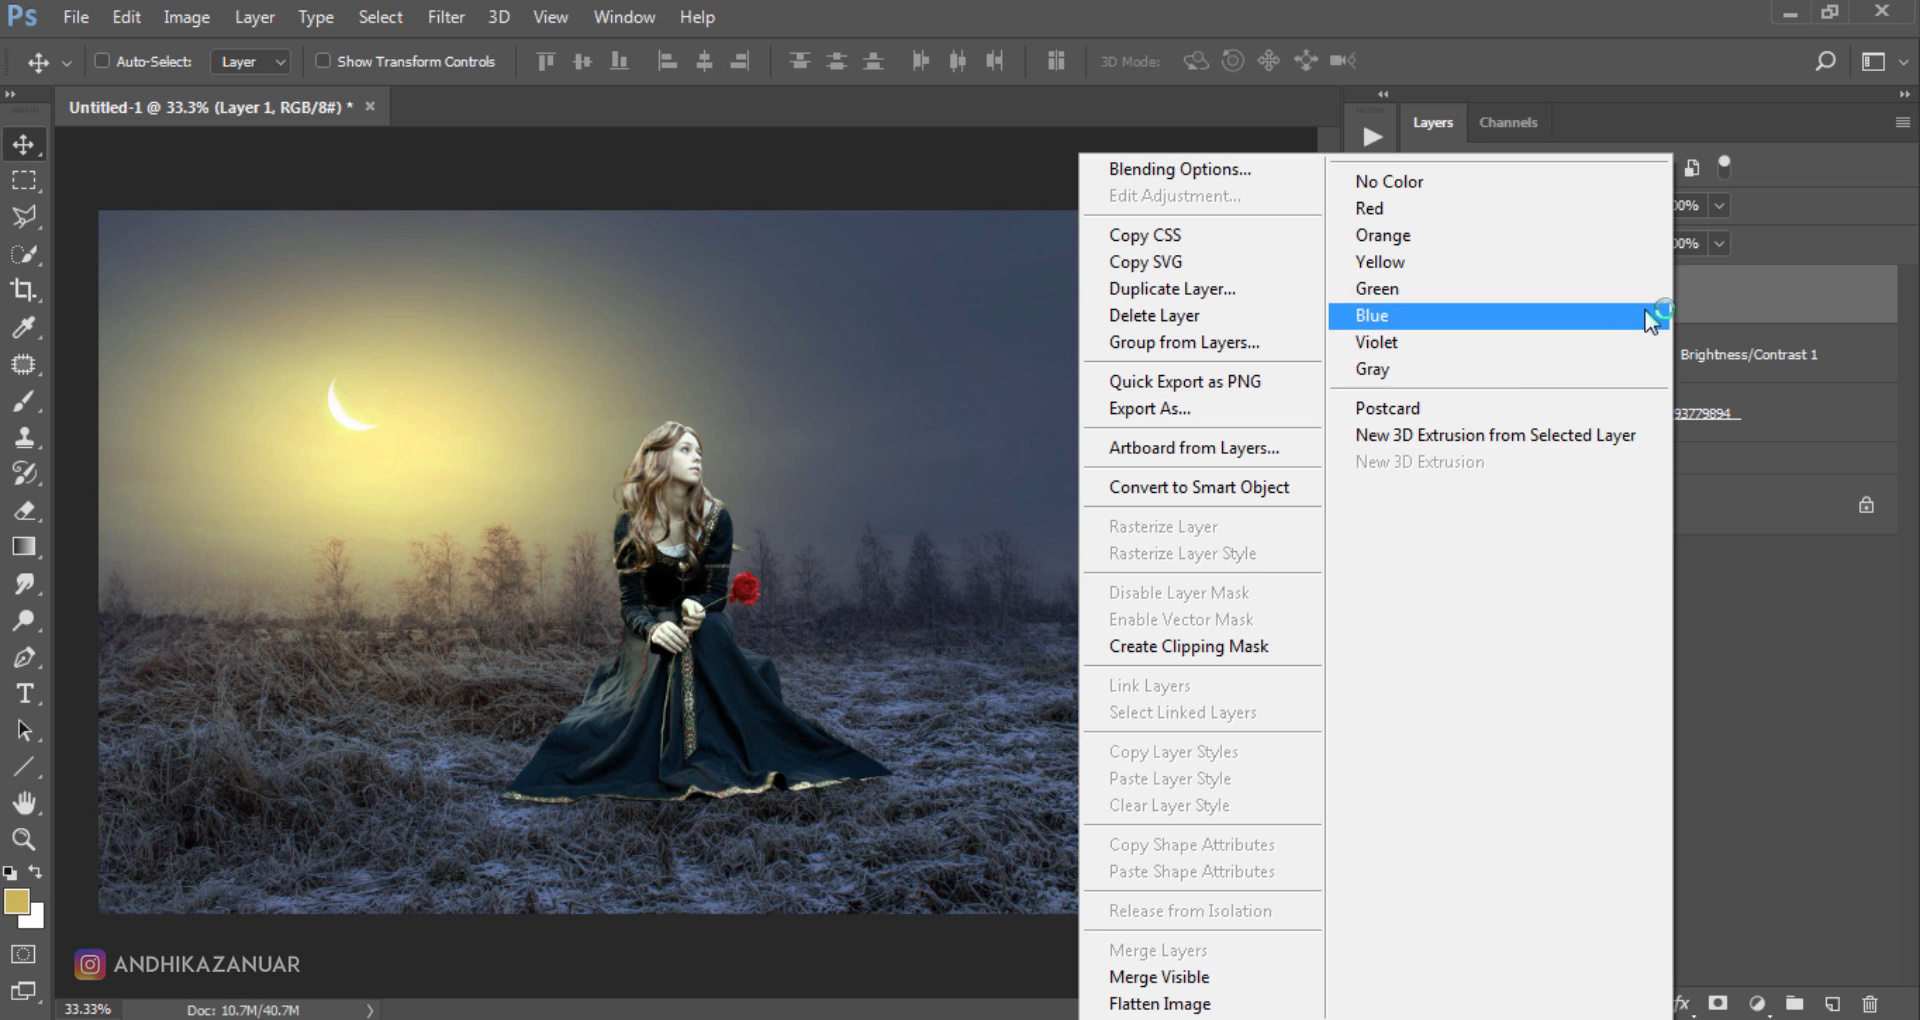 Ps File Edit Image Layer Type Select Filter 3D View Window Help
Auto-Select: Layer Show Transform Controls 3D Mode:
Untitled-1 @ 33.3% (Layer 1, RGB/8#) * ×
Layers Channels
Blending Options...
Edit Adjustment...
Copy CSS
Copy SVG
Duplicate Layer...
Delete Layer
Group from Layers...
Quick Export as PNG
Export As...
Artboard from Layers...
Convert to Smart Object
Rasterize Layer
Rasterize Layer Style
Disable Layer Mask
Enable Vector Mask
Create Clipping Mask
Link Layers
Select Linked Layers
Copy Layer Styles
Paste Layer Style
Clear Layer Style
Copy Shape Attributes
Paste Shape Attributes
Release from Isolation
Merge Layers
Merge Visible
Flatten Image
No Color
Red
Orange
Yellow
Green
Blue
Violet
Gray
Postcard
New 3D Extrusion from Selected Layer
New 3D Extrusion
00%
00%
Brightness/Contrast 1
93779894
ANDHIKAZANUAR
33.33% Doc: 10.7M/40.7M
fx